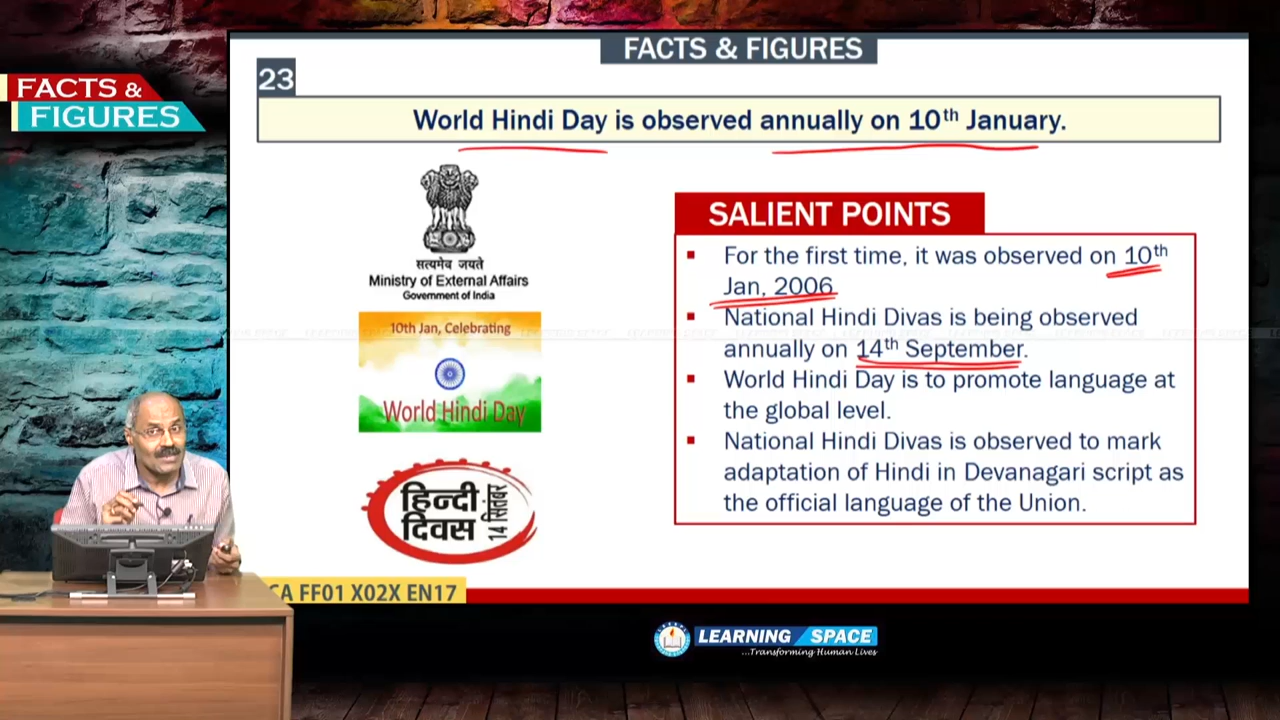 FACTS & FIGURES
FACTS &
FIGURES
23
World Hindi Day is observed annually on 10th January.
सत्यमेव जयते
Ministry of External Affairs
Government of India
10th Jan, Celebrating
World Hindi Day
हिन्दी
दिवस
14 सितंबर
SALIENT POINTS
▪ For the first time, it was observed on 10th
Jan, 2006
▪ National Hindi Divas is being observed
annually on 14th September.
▪ World Hindi Day is to promote language at
the global level.
▪ National Hindi Divas is observed to mark
adaptation of Hindi in Devanagari script as
the official language of the Union.
CA FF01 X02X EN17
LEARNING SPACE
...Transforming Human Lives